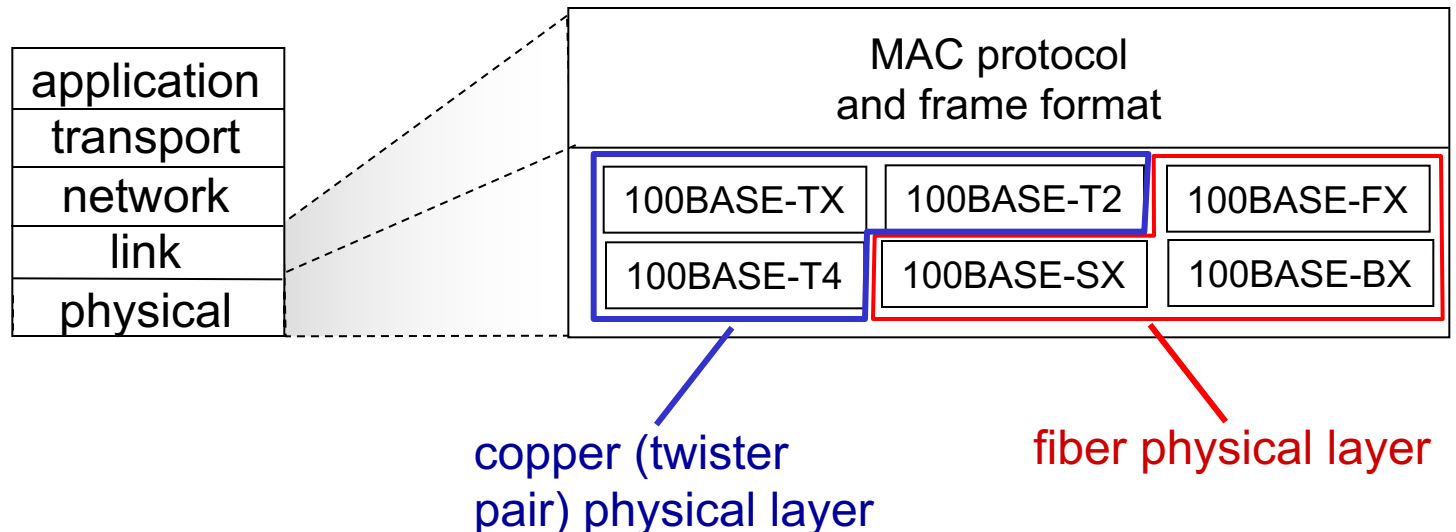 application
transport
network
link
physical
MAC protocol
and frame format
100BASE-TX
100BASE-T2
100BASE-FX
100BASE-T4
100BASE-SX
100BASE-BX
copper (twister
pair) physical layer
fiber physical layer